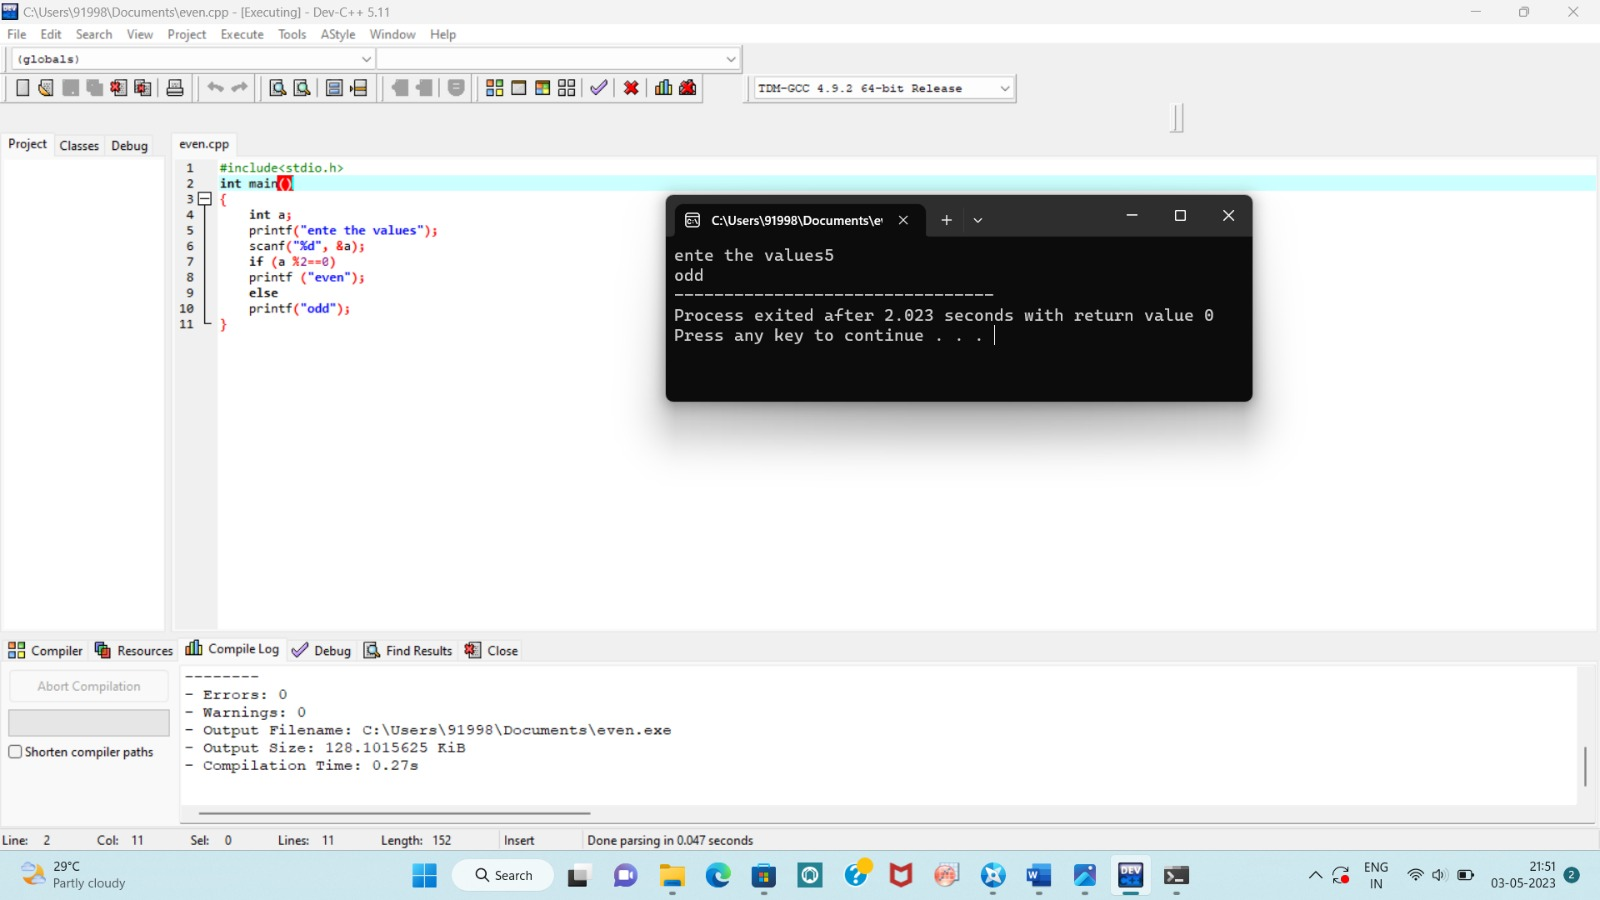 C:\Users\91998\Documents\even.cpp - [Executing] - Dev-C++ 5.11
File Edit Search View Project Execute Tools AStyle Window Help
(globals)
TDM-GCC 4.9.2 64-bit Release
Project Classes Debug
even.cpp
1 #include<stdio.h>
2 int main()
3 {
4 int a;
5 printf("ente the values");
6 scanf("%d", &a);
7 if (a %2==0)
8 printf ("even");
9 else
10 printf("odd");
11 }
C:\Users\91998\Documents\e
ente the values5
odd
--------------------------------
Process exited after 2.023 seconds with return value 0
Press any key to continue . . .
Compiler Resources Compile Log Debug Find Results Close
Abort Compilation
Shorten compiler paths
--------
- Errors: 0
- Warnings: 0
- Output Filename: C:\Users\91998\Documents\even.exe
- Output Size: 128.1015625 KiB
- Compilation Time: 0.27s
Line: 2 Col: 11 Sel: 0 Lines: 11 Length: 152 Insert Done parsing in 0.047 seconds
29°C
Partly cloudy
Search
DEV
ENG
IN
21:51
03-05-2023
2